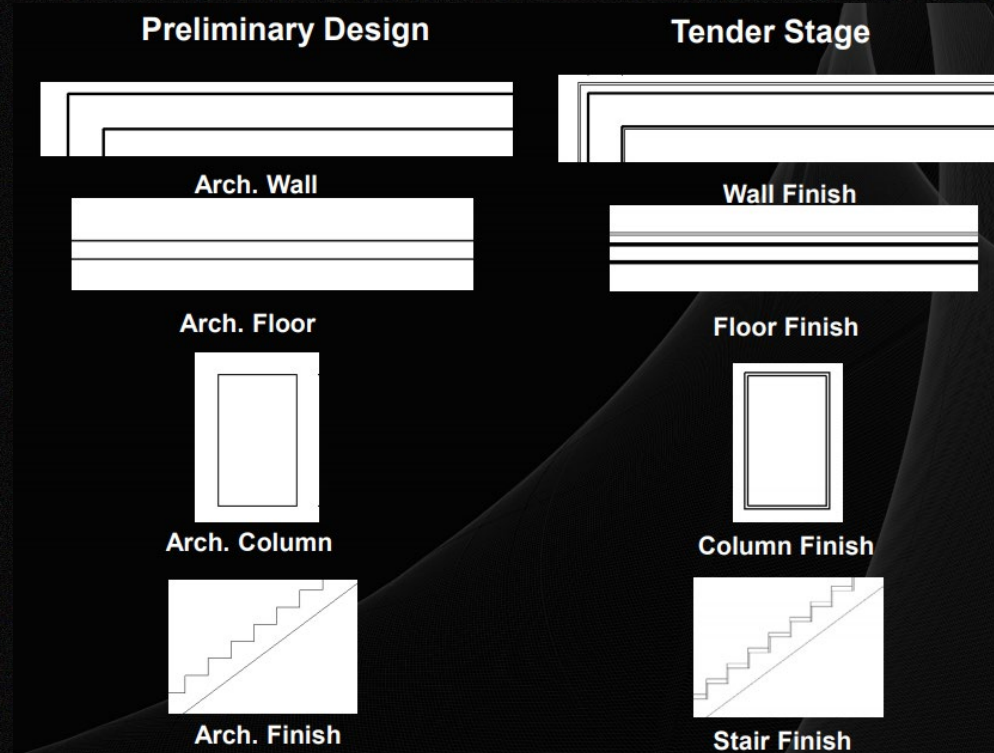 Preliminary Design
Tender Stage
Arch. Wall
Wall Finish
Arch. Floor
Floor Finish
Arch. Column
Column Finish
Arch. Finish
Stair Finish